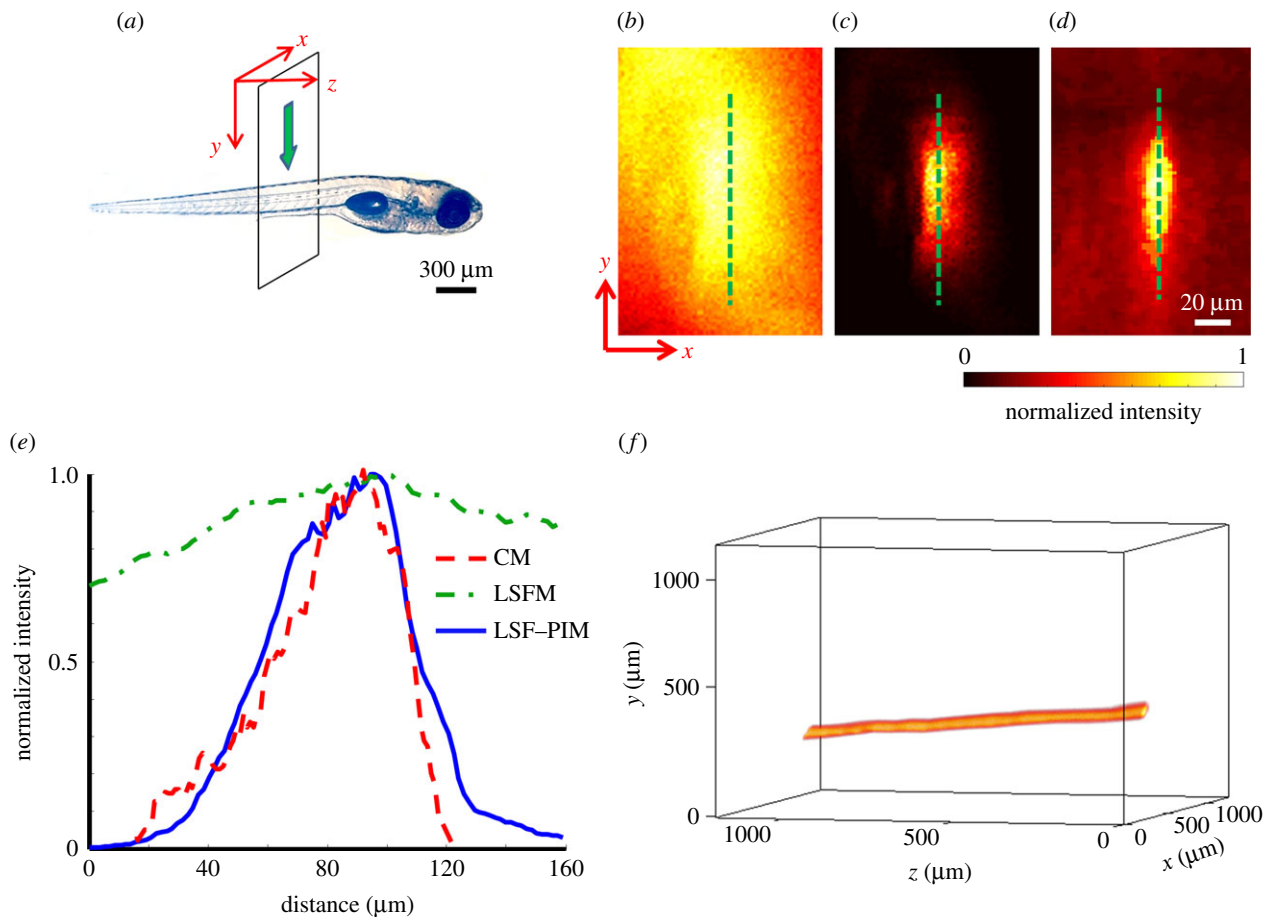 (a)
x
z
y
300 μm
(b)
(c)
(d)
y
x
20 μm
0
1
normalized intensity
(e)
1.0
0.5
0
normalized intensity
CM
LSFM
LSF–PIM
0
40
80
120
160
distance (μm)
(f)
1000
500
0
y (μm)
1000
500
0
z (μm)
0
500
1000
x (μm)